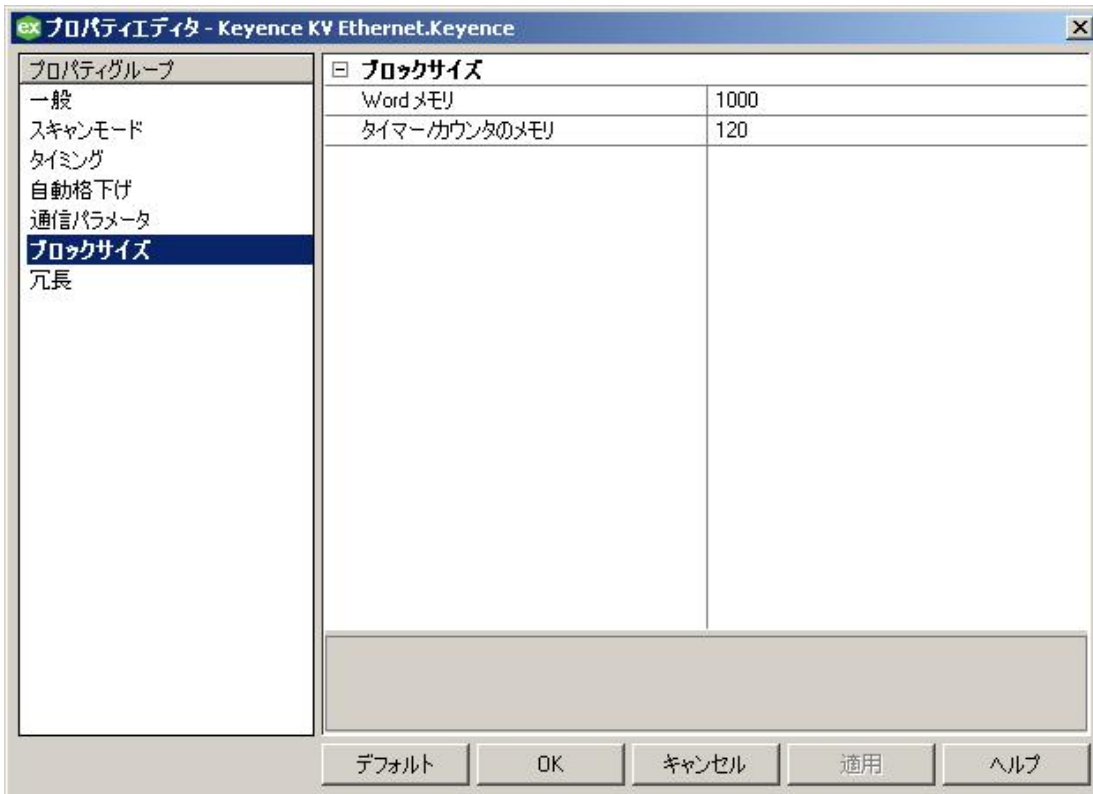 ex プロパティエディタ - Keyence KV Ethernet.Keyence
プロパティグループ
一般
スキャンモード
タイミング
自動格下げ
通信パラメータ
ブロックサイズ
冗長
ブロックサイズ
Word メモリ 1000
タイマー/カウンタのメモリ 120
デフォルト OK キャンセル 適用 ヘルプ